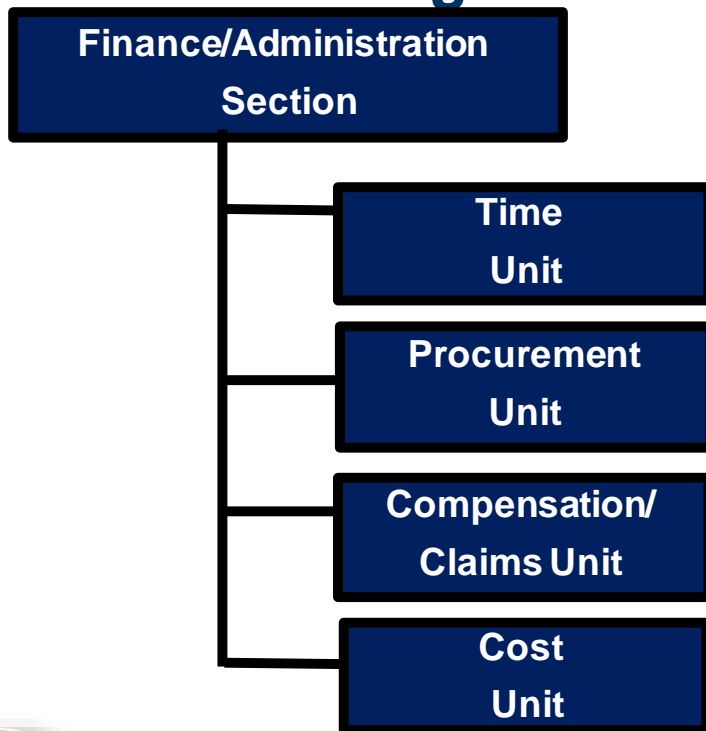 Finance/Administration
Section
Time
Unit
Procurement
Unit
Compensation/
Claims Unit
Cost
Unit